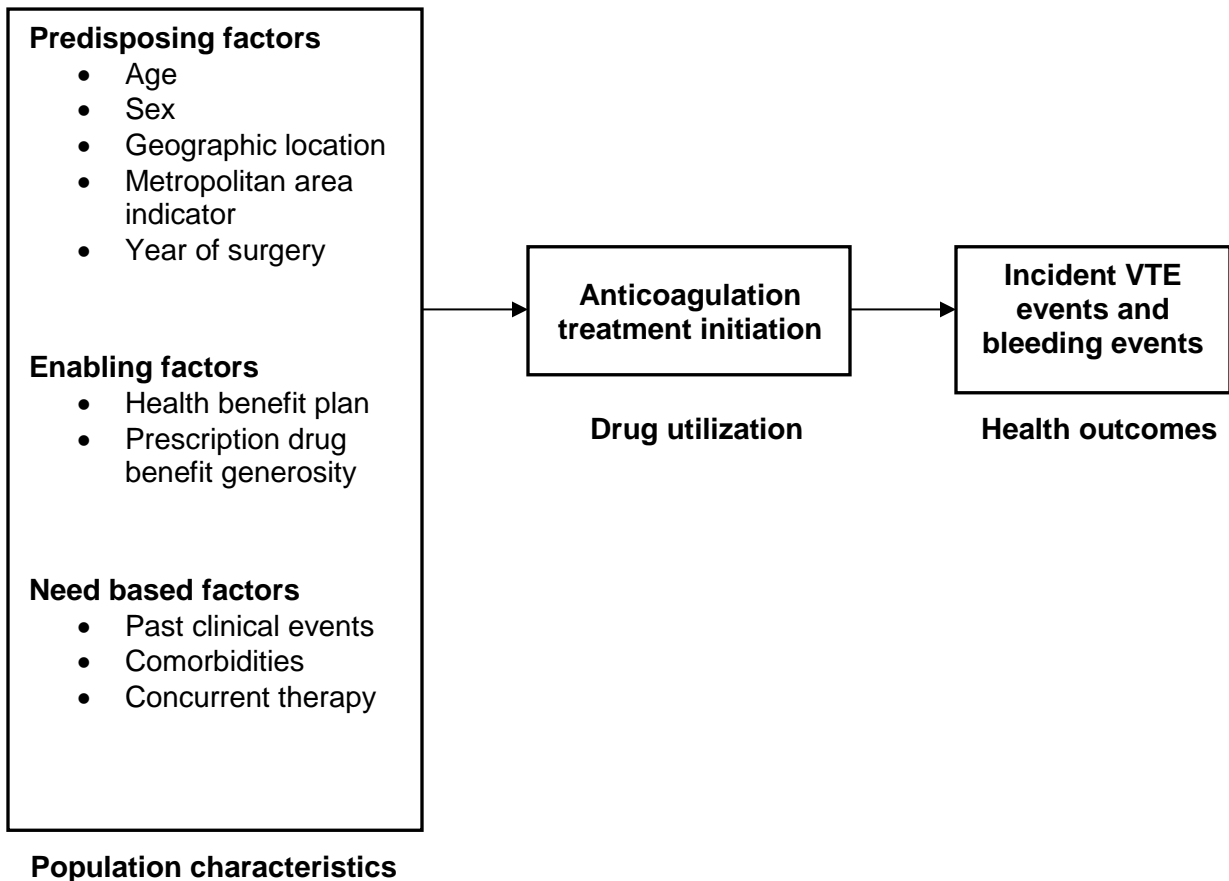 Predisposing factors
• Age
• Sex
• Geographic location
• Metropolitan area
indicator
• Year of surgery
Enabling factors
• Health benefit plan
• Prescription drug
benefit generosity
Need based factors
• Past clinical events
• Comorbidities
• Concurrent therapy
Population characteristics
Anticoagulation
treatment initiation
Drug utilization
Incident VTE
events and
bleeding events
Health outcomes